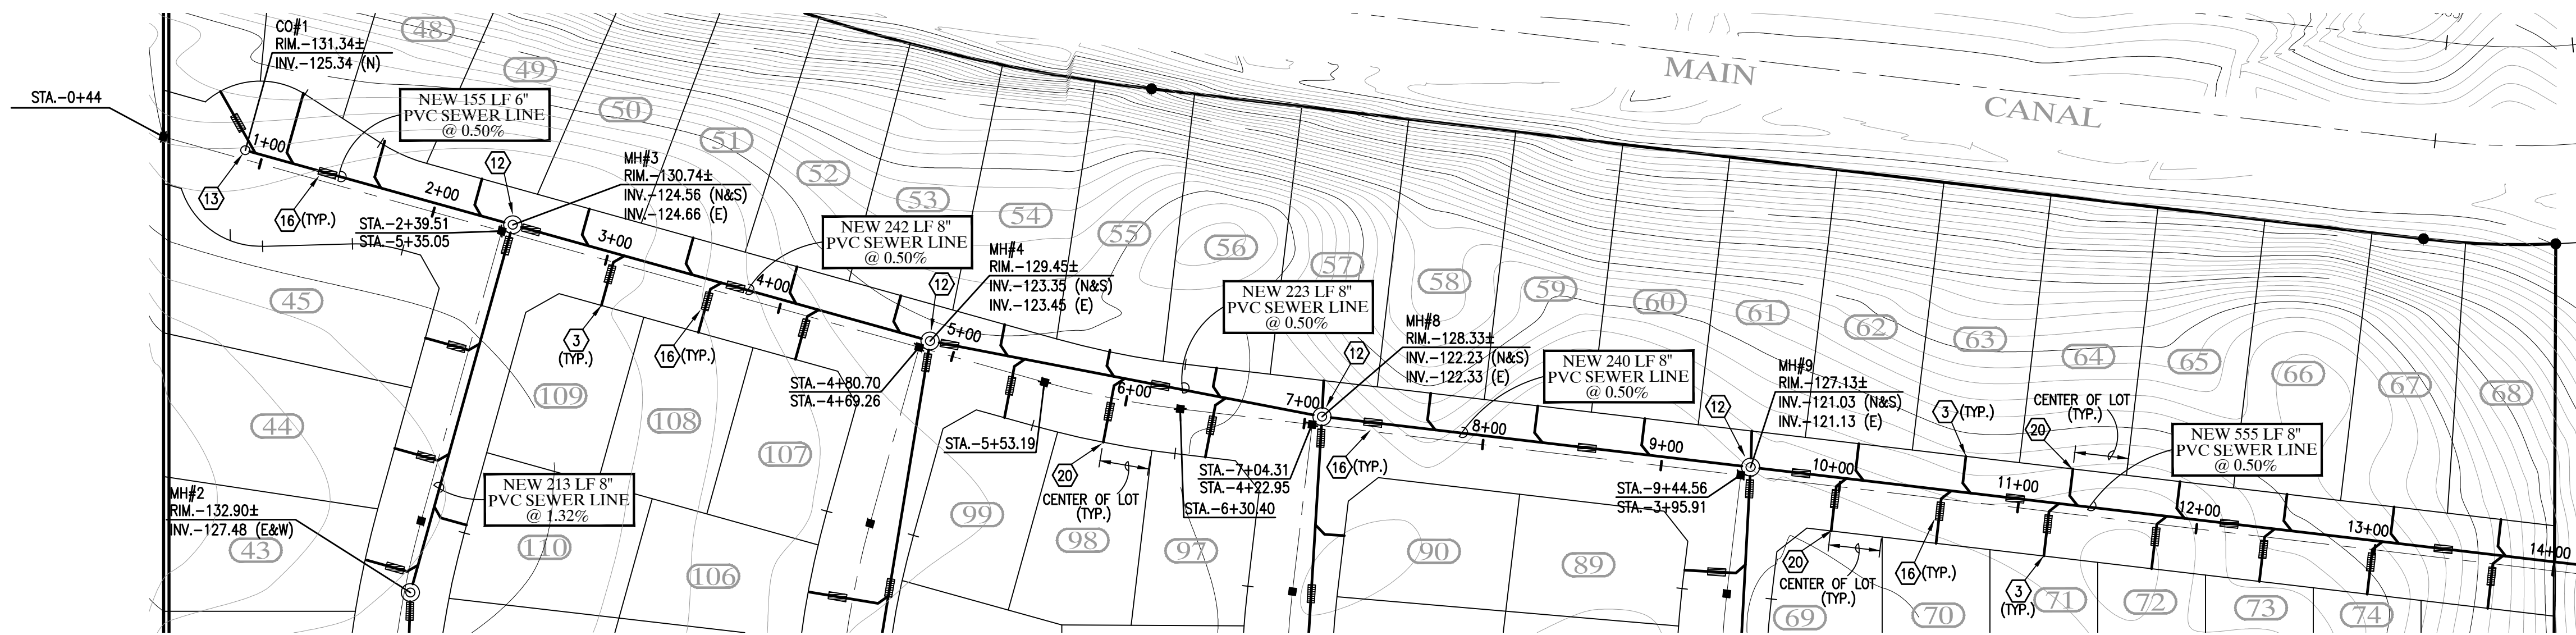 CO#1
RIM.-131.34±
INV.-125.34 (N)
STA.-0+44
NEW 155 LF 6"
PVC SEWER LINE
@ 0.50%
48
49
50
51
52
53
54
55
56
57
58
59
60
61
62
63
64
65
66
67
68
MAIN
CANAL
1+00
13
16 (TYP.)
2+00
12
MH#3
RIM.-130.74±
INV.-124.56 (N&S)
INV.-124.66 (E)
STA.-2+39.51
STA.-5+35.05
3+00
NEW 242 LF 8"
PVC SEWER LINE
@ 0.50%
4+00
12
MH#4
RIM.-129.45±
INV.-123.35 (N&S)
INV.-123.45 (E)
5+00
3
(TYP.)
16 (TYP.)
STA.-4+80.70
STA.-4+69.26
NEW 223 LF 8"
PVC SEWER LINE
@ 0.50%
6+00
7+00
12
MH#8
RIM.-128.33±
INV.-122.23 (N&S)
INV.-122.33 (E)
STA.-5+53.19
20
CENTER OF LOT
(TYP.)
STA.-7+04.31
STA.-4+22.95
STA.-6+30.40
16 (TYP.)
NEW 240 LF 8"
PVC SEWER LINE
@ 0.50%
8+00
9+00
12
MH#9
RIM.-127.13±
INV.-121.03 (N&S)
INV.-121.13 (E)
STA.-9+44.56
STA.-3+95.91
3 (TYP.)
20
CENTER OF LOT
(TYP.)
NEW 555 LF 8"
PVC SEWER LINE
@ 0.50%
10+00
11+00
12+00
13+00
14+00
20
CENTER OF LOT
(TYP.)
16 (TYP.)
3
(TYP.)
45
44
43
MH#2
RIM.-132.90±
INV.-127.48 (E&W)
NEW 213 LF 8"
PVC SEWER LINE
@ 1.32%
109
108
107
110
106
99
98
97
90
89
69
70
71
72
73
74